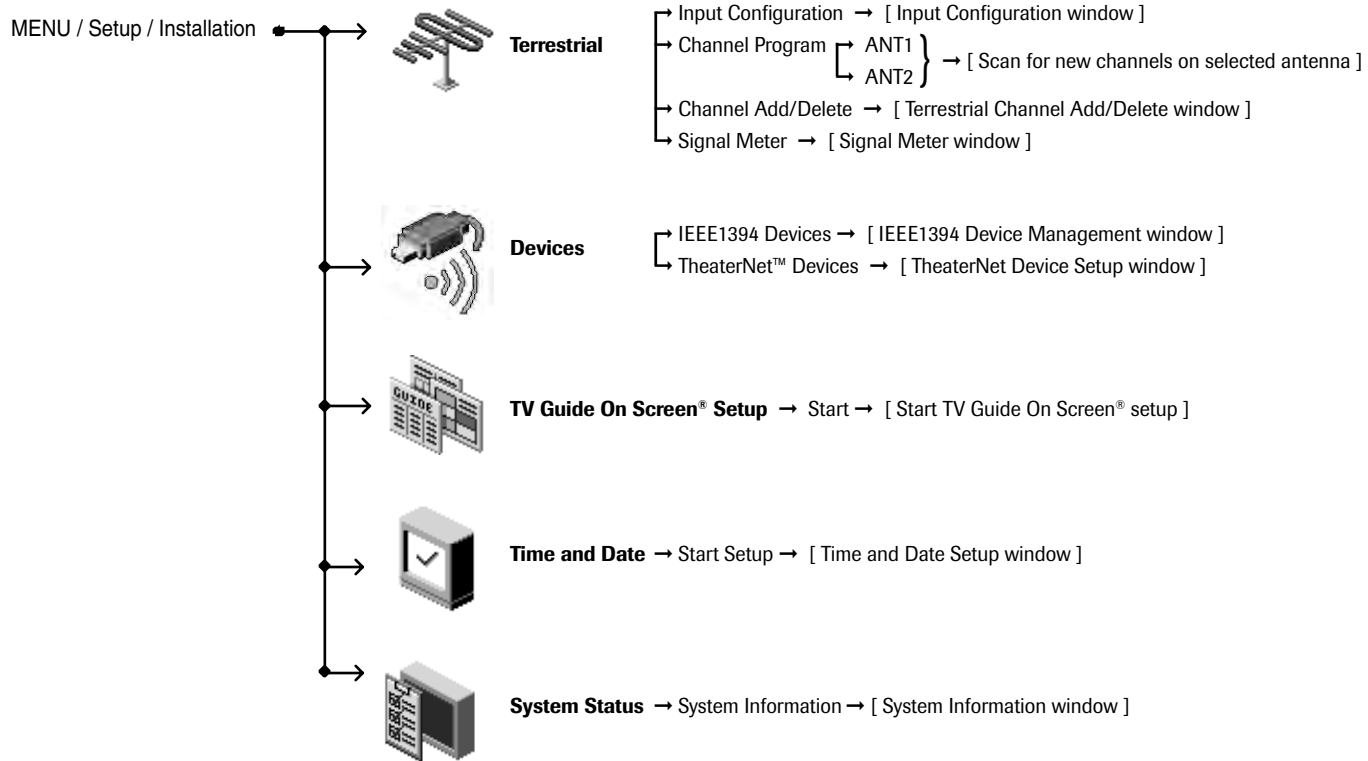 MENU / Setup / Installation
Terrestrial
Input Configuration → [ Input Configuration window ]
Channel Program
ANT1
ANT2
} → [ Scan for new channels on selected antenna ]
Channel Add/Delete → [ Terrestrial Channel Add/Delete window ]
Signal Meter → [ Signal Meter window ]
Devices
IEEE1394 Devices → [ IEEE1394 Device Management window ]
TheaterNet™ Devices → [ TheaterNet Device Setup window ]
GUIDE
TV Guide On Screen® Setup → Start → [ Start TV Guide On Screen® setup ]
Time and Date → Start Setup → [ Time and Date Setup window ]
System Status → System Information → [ System Information window ]